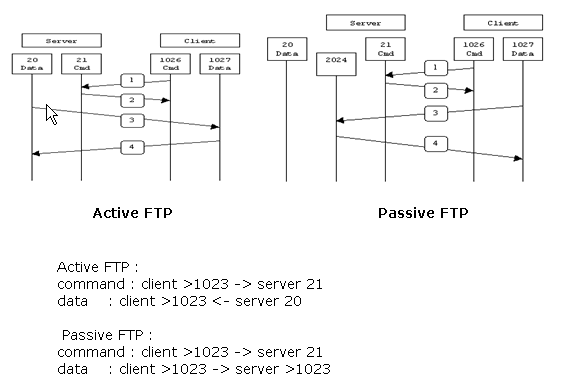 Server Client
20 Data 21 Cmd 1026 Cmd 1027 Data
1
2
3
4
Active FTP
Server Client
20 Data 2024 21 Cmd 1026 Cmd 1027 Data
1
2
3
4
Passive FTP
Active FTP :
command : client >1023 -> server 21
data : client >1023 <- server 20
Passive FTP :
command : client >1023 -> server 21
data : client >1023 -> server >1023